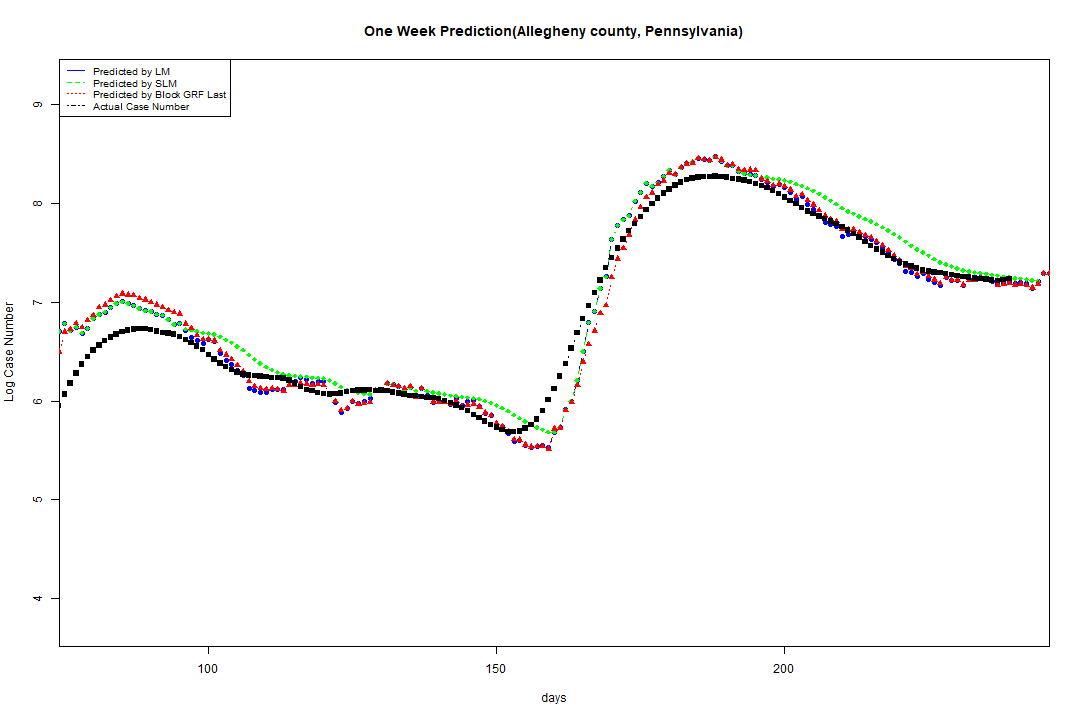 One Week Prediction(Allegheny county, Pennsylvania)
Predicted by LM
Predicted by SLM
Predicted by Block GRF Last
Actual Case Number
9
8
7
6
5
4
Log Case Number
100 150 200
days